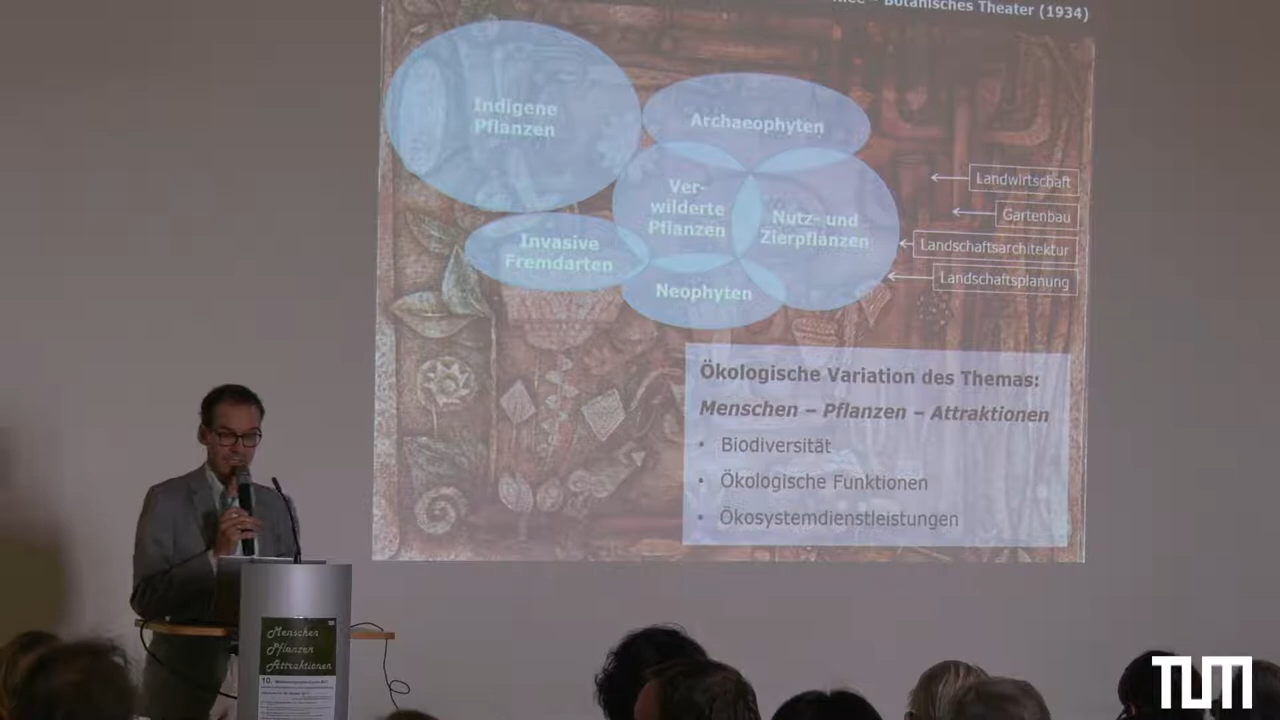 Botanisches Theater (1934)
Indigene
Pflanzen
Archaeophyten
Ver-
wilderte
Pflanzen
Nutz- und
Zierpflanzen
Invasive
Fremdarten
Neophyten
Landwirtschaft
Gartenbau
Landschaftsarchitektur
Landschaftsplanung
Ökologische Variation des Themas:
Menschen – Pflanzen – Attraktionen
• Biodiversität
• Ökologische Funktionen
• Ökosystemdienstleistungen
Menschen
Pflanzen
Attraktionen
10.
TUM